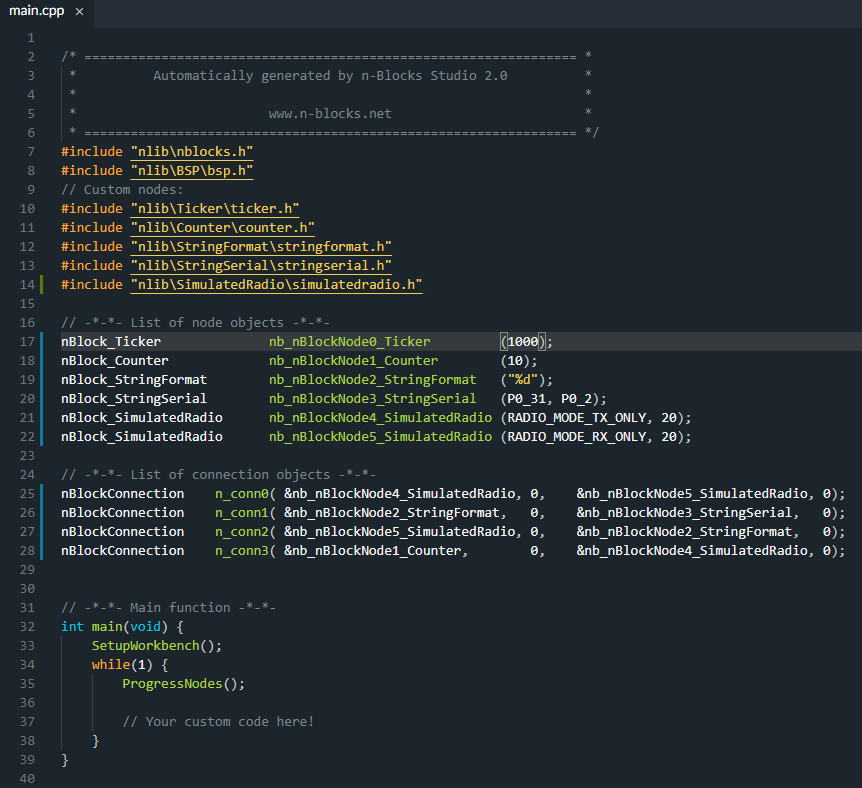 main.cpp ×
1
2 /* ================================================================ *
3 * Automatically generated by n-Blocks Studio 2.0 *
4 * *
5 * www.n-blocks.net *
6 * ================================================================ */
7 #include "nlib\nblocks.h"
8 #include "nlib\BSP\bsp.h"
9 // Custom nodes:
10 #include "nlib\Ticker\ticker.h"
11 #include "nlib\Counter\counter.h"
12 #include "nlib\StringFormat\stringformat.h"
13 #include "nlib\StringSerial\stringserial.h"
14 #include "nlib\SimulatedRadio\simulatedradio.h"
15
16 // -*-*- List of node objects -*-*-
17 nBlock_Ticker nb_nBlockNode0_Ticker (1000);
18 nBlock_Counter nb_nBlockNode1_Counter (10);
19 nBlock_StringFormat nb_nBlockNode2_StringFormat ("%d");
20 nBlock_StringSerial nb_nBlockNode3_StringSerial (P0_31, P0_2);
21 nBlock_SimulatedRadio nb_nBlockNode4_SimulatedRadio (RADIO_MODE_TX_ONLY, 20);
22 nBlock_SimulatedRadio nb_nBlockNode5_SimulatedRadio (RADIO_MODE_RX_ONLY, 20);
23
24 // -*-*- List of connection objects -*-*-
25 nBlockConnection n_conn0( &nb_nBlockNode4_SimulatedRadio, 0, &nb_nBlockNode5_SimulatedRadio, 0);
26 nBlockConnection n_conn1( &nb_nBlockNode2_StringFormat, 0, &nb_nBlockNode3_StringSerial, 0);
27 nBlockConnection n_conn2( &nb_nBlockNode5_SimulatedRadio, 0, &nb_nBlockNode2_StringFormat, 0);
28 nBlockConnection n_conn3( &nb_nBlockNode1_Counter, 0, &nb_nBlockNode4_SimulatedRadio, 0);
29
30
31 // -*-*- Main function -*-*-
32 int main(void) {
33 SetupWorkbench();
34 while(1) {
35 ProgressNodes();
36
37 // Your custom code here!
38 }
39 }
40